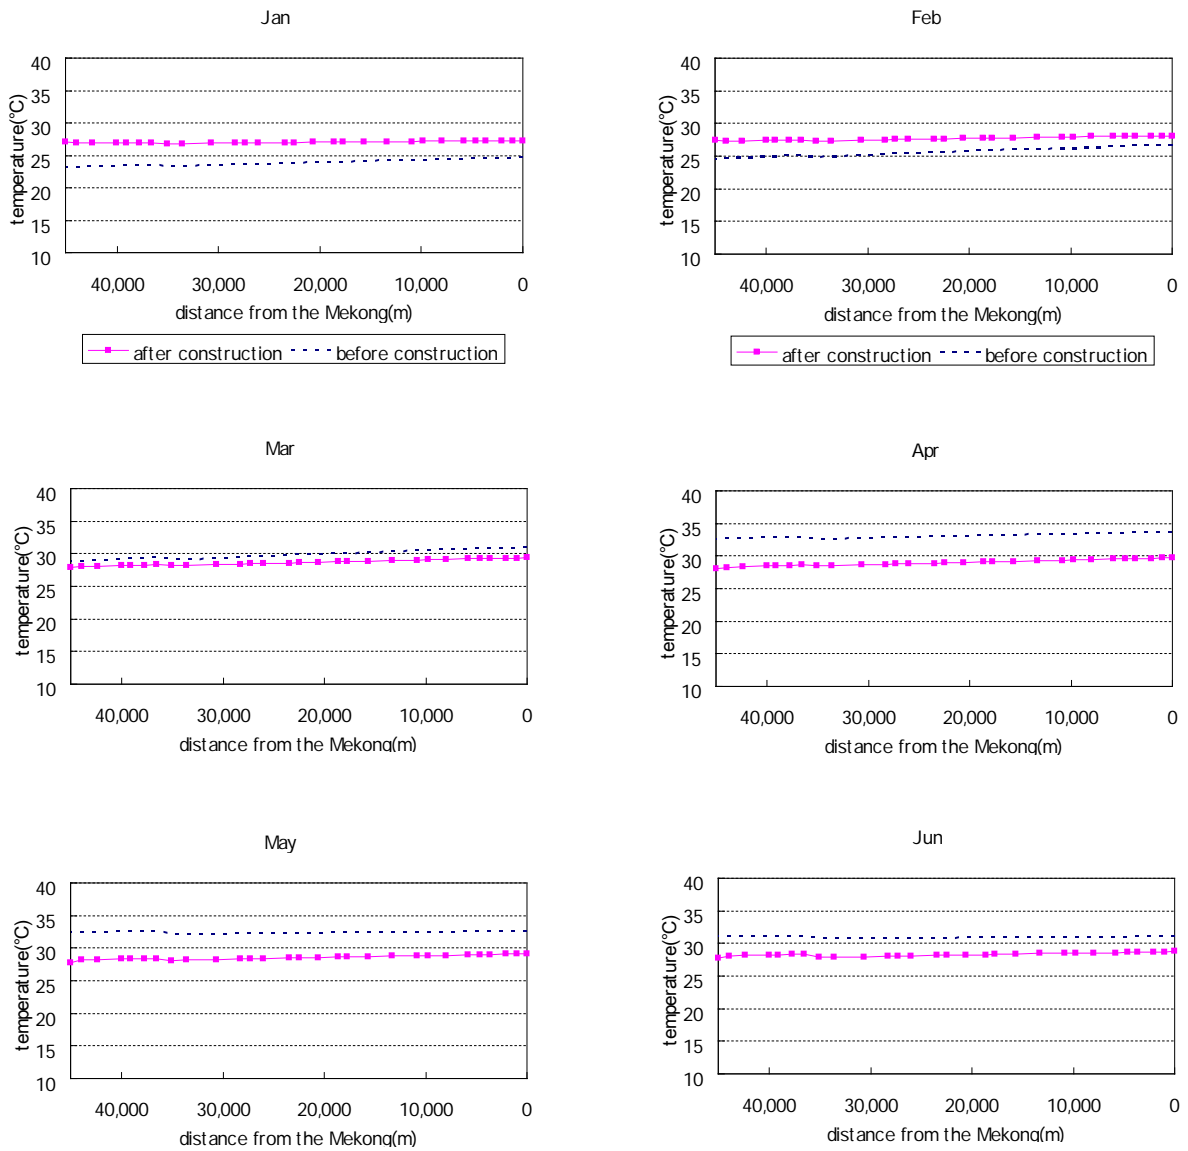 Jan
40
35
30
25
20
15
10
temperature(°C)
40,000 30,000 20,000 10,000 0
distance from the Mekong(m)
after construction before construction
Feb
40
35
30
25
20
15
10
temperature(°C)
40,000 30,000 20,000 10,000 0
distance from the Mekong(m)
after construction before construction
Mar
40
35
30
25
20
15
10
temperature(°C)
40,000 30,000 20,000 10,000 0
distance from the Mekong(m)
Apr
40
35
30
25
20
15
10
temperature(°C)
40,000 30,000 20,000 10,000 0
distance from the Mekong(m)
May
40
35
30
25
20
15
10
temperature(°C)
40,000 30,000 20,000 10,000 0
distance from the Mekong(m)
Jun
40
35
30
25
20
15
10
temperature(°C)
40,000 30,000 20,000 10,000 0
distance from the Mekong(m)